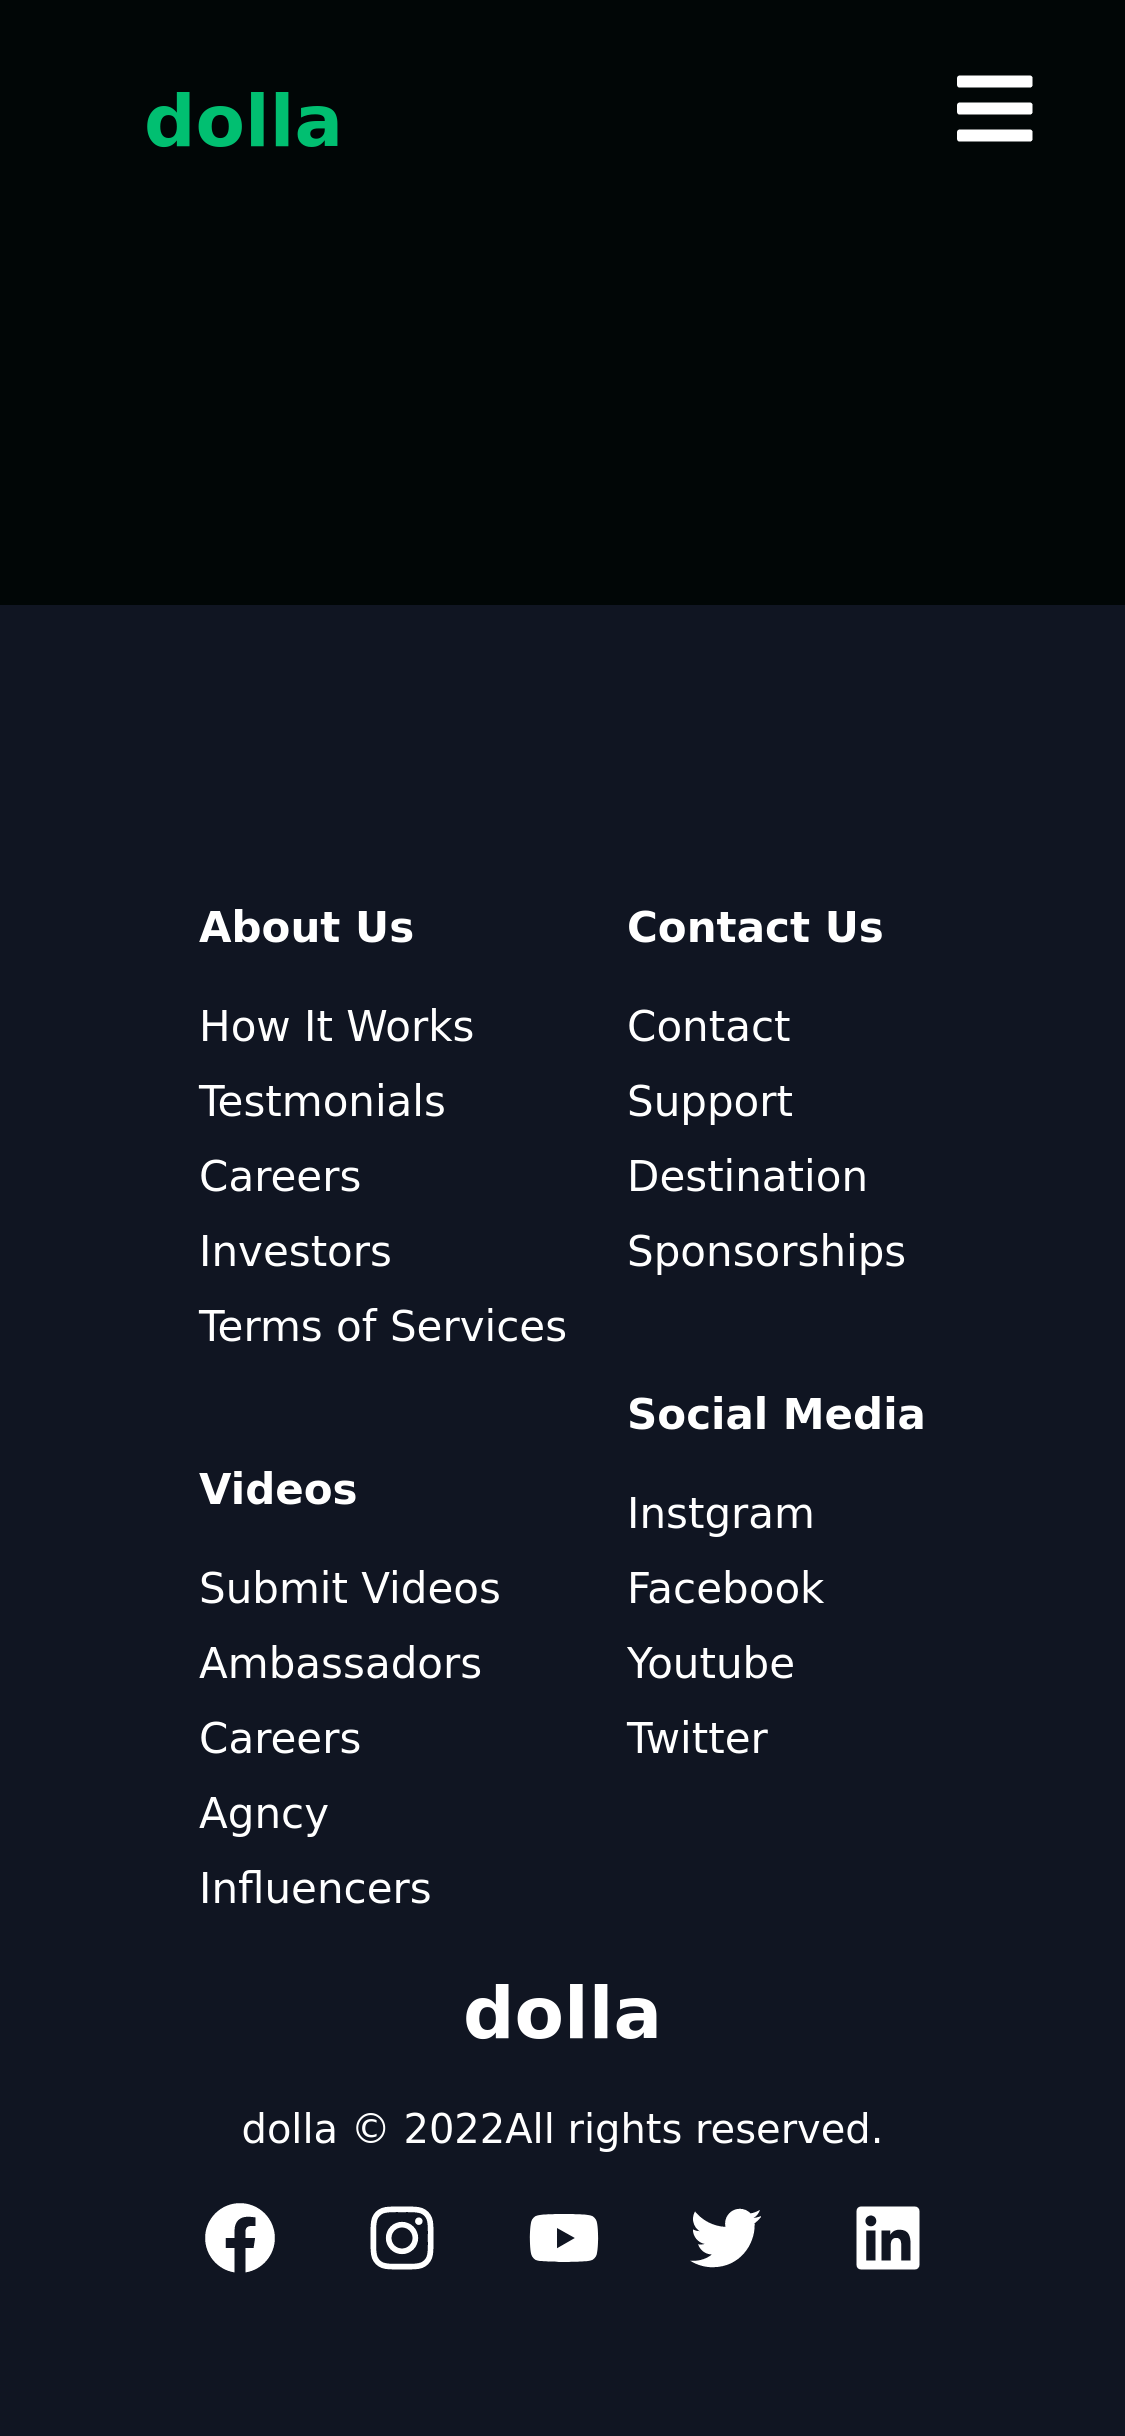 dolla
About Us
How It Works
Testmonials
Careers
Investors
Terms of Services
Videos
Submit Videos
Ambassadors
Careers
Agncy
Influencers
Contact Us
Contact
Support
Destination
Sponsorships
Social Media
Instgram
Facebook
Youtube
Twitter
dolla
dolla © 2022All rights reserved.